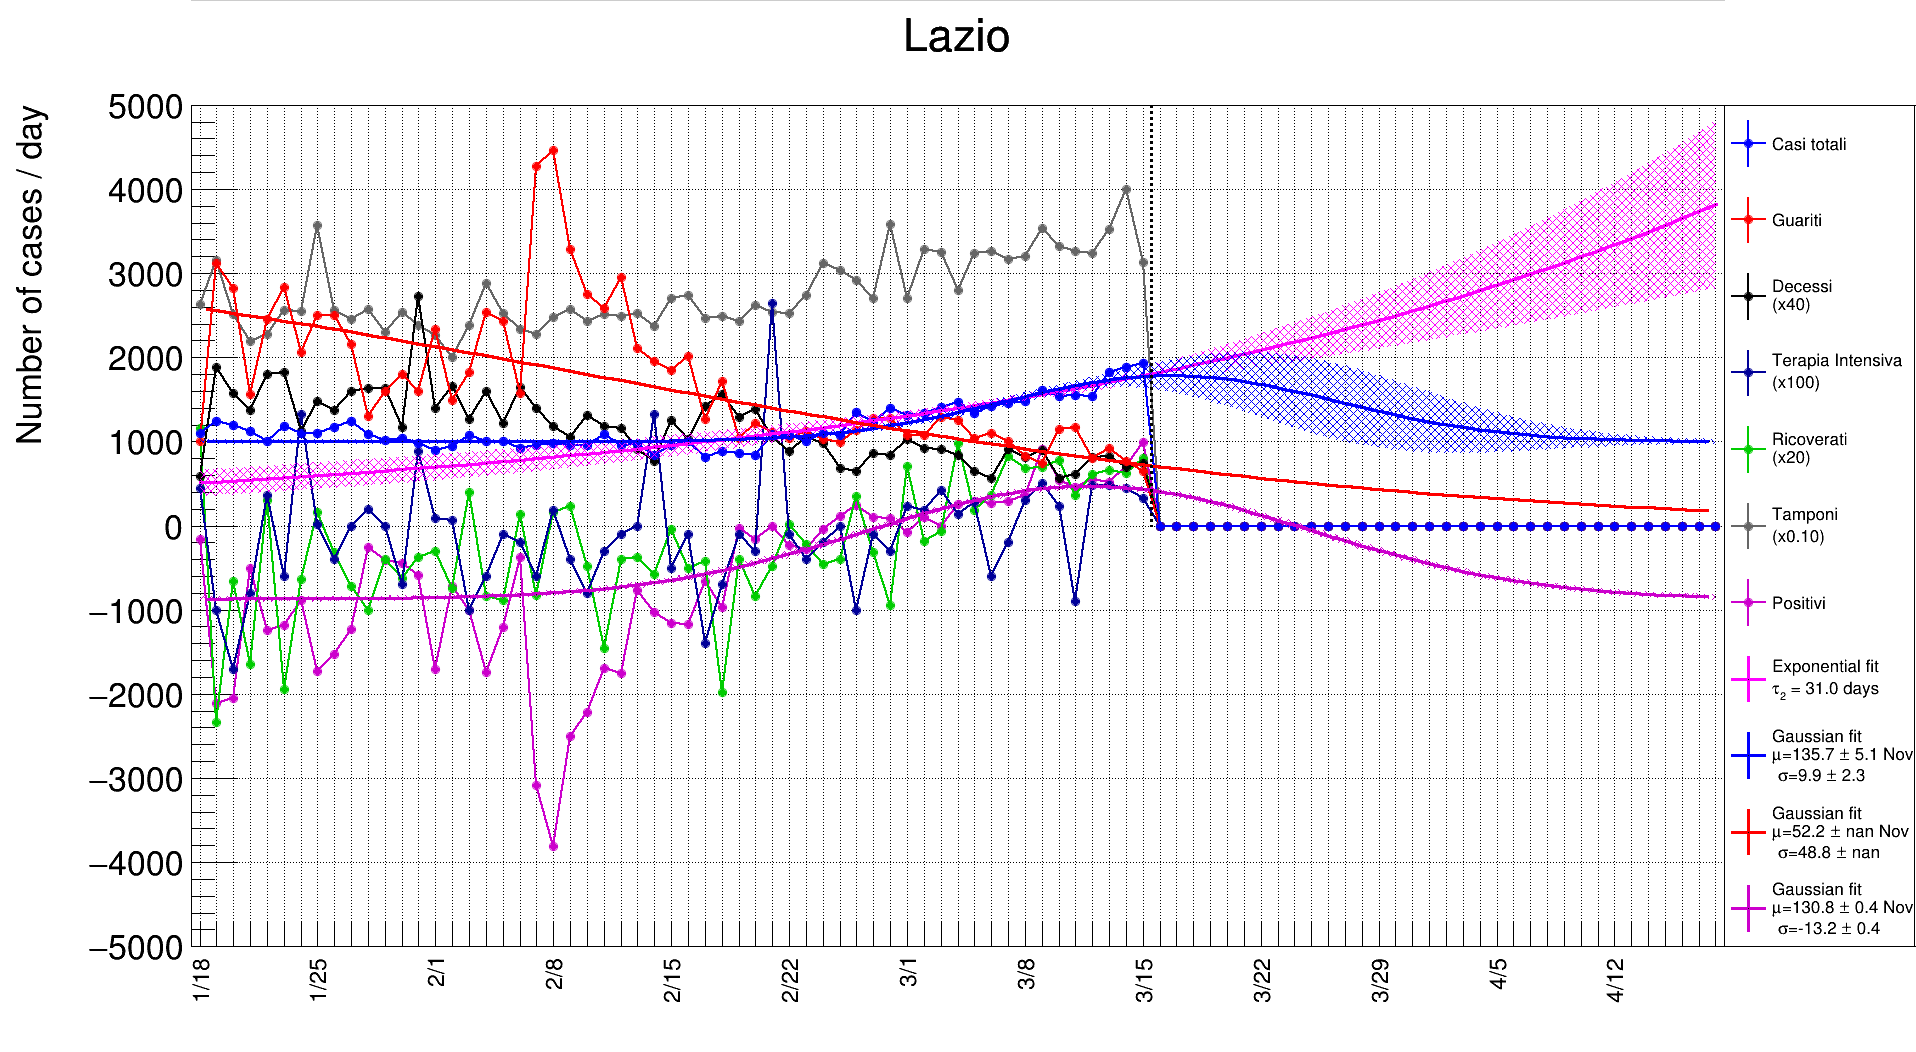 Lazio
Number of cases / day
5000
4000
3000
2000
1000
0
−1000
−2000
−3000
−4000
−5000
1/18
1/25
2/1
2/8
2/15
2/22
3/1
3/8
3/15
3/22
3/29
4/5
4/12
Casi totali
Guariti
Decessi
(x40)
Terapia Intensiva
(x100)
Ricoverati
(x20)
Tamponi
(x0.10)
Positivi
Exponential fit
τ₂ = 31.0 days
Gaussian fit
μ=135.7 ± 5.1 Nov
σ=9.9 ± 2.3
Gaussian fit
μ=52.2 ± nan Nov
σ=48.8 ± nan
Gaussian fit
μ=130.8 ± 0.4 Nov
σ=-13.2 ± 0.4